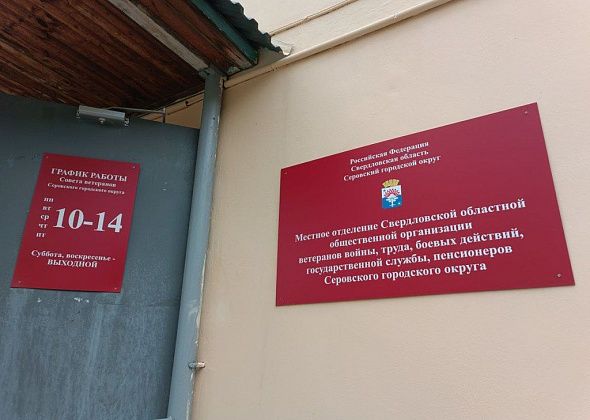 ГРАФИК РАБОТЫ
Совета ветеранов
Серовского городского округа
пн
вт
ср
чт
пт
10-14
Суббота, воскресенье -
ВЫХОДНОЙ
Российская Федерация
Свердловская область
Серовский городской округ
Местное отделение Свердловской областной
общественной организации
ветеранов войны, труда, боевых действий,
государственной службы, пенсионеров
Серовского городского округа